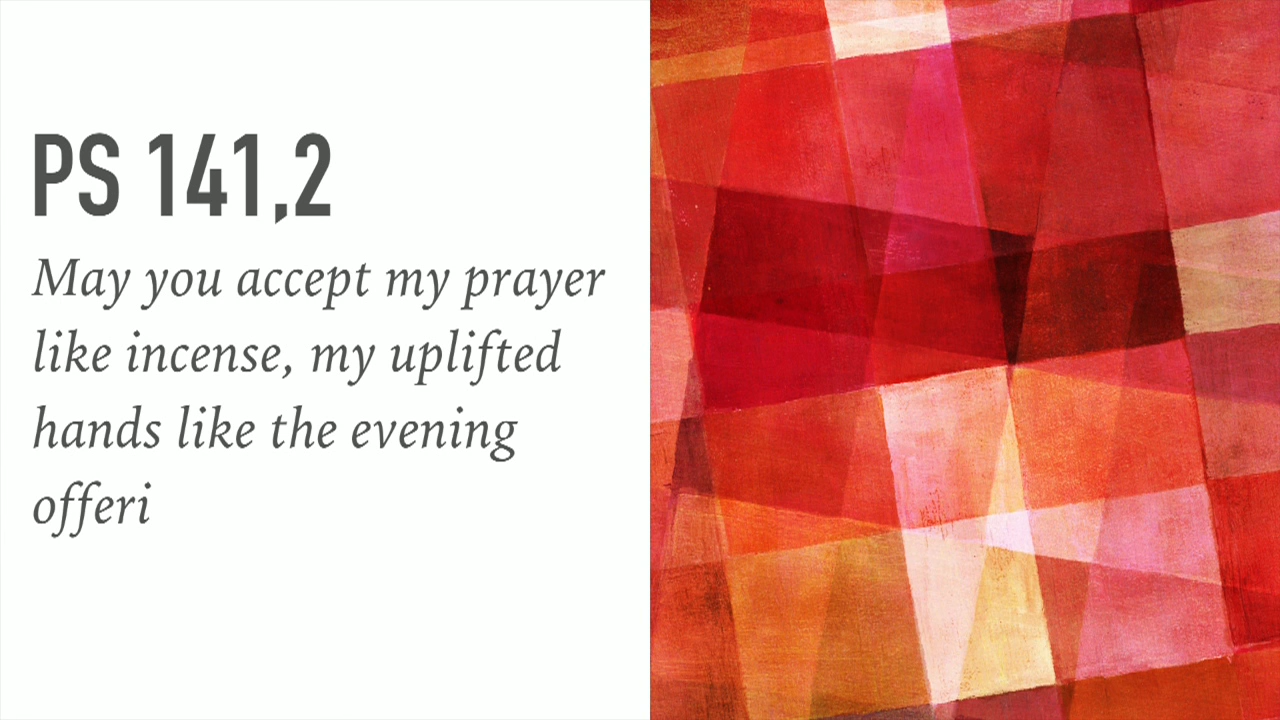 PS 141,2
May you accept my prayer
like incense, my uplifted
hands like the evening
offeri